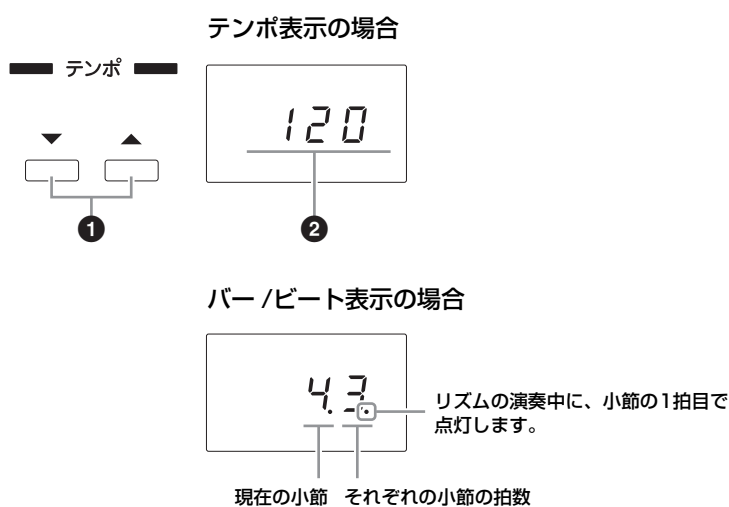 テンポ表示の場合
テンポ
120
❶
❷
バー /ビート表示の場合
4.3.
リズムの演奏中に、小節の1拍目で
点灯します。
現在の小節 それぞれの小節の拍数